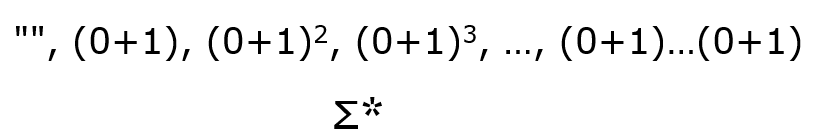 "", (0+1), (0+1)², (0+1)³, ..., (0+1)...(0+1)
Σ*